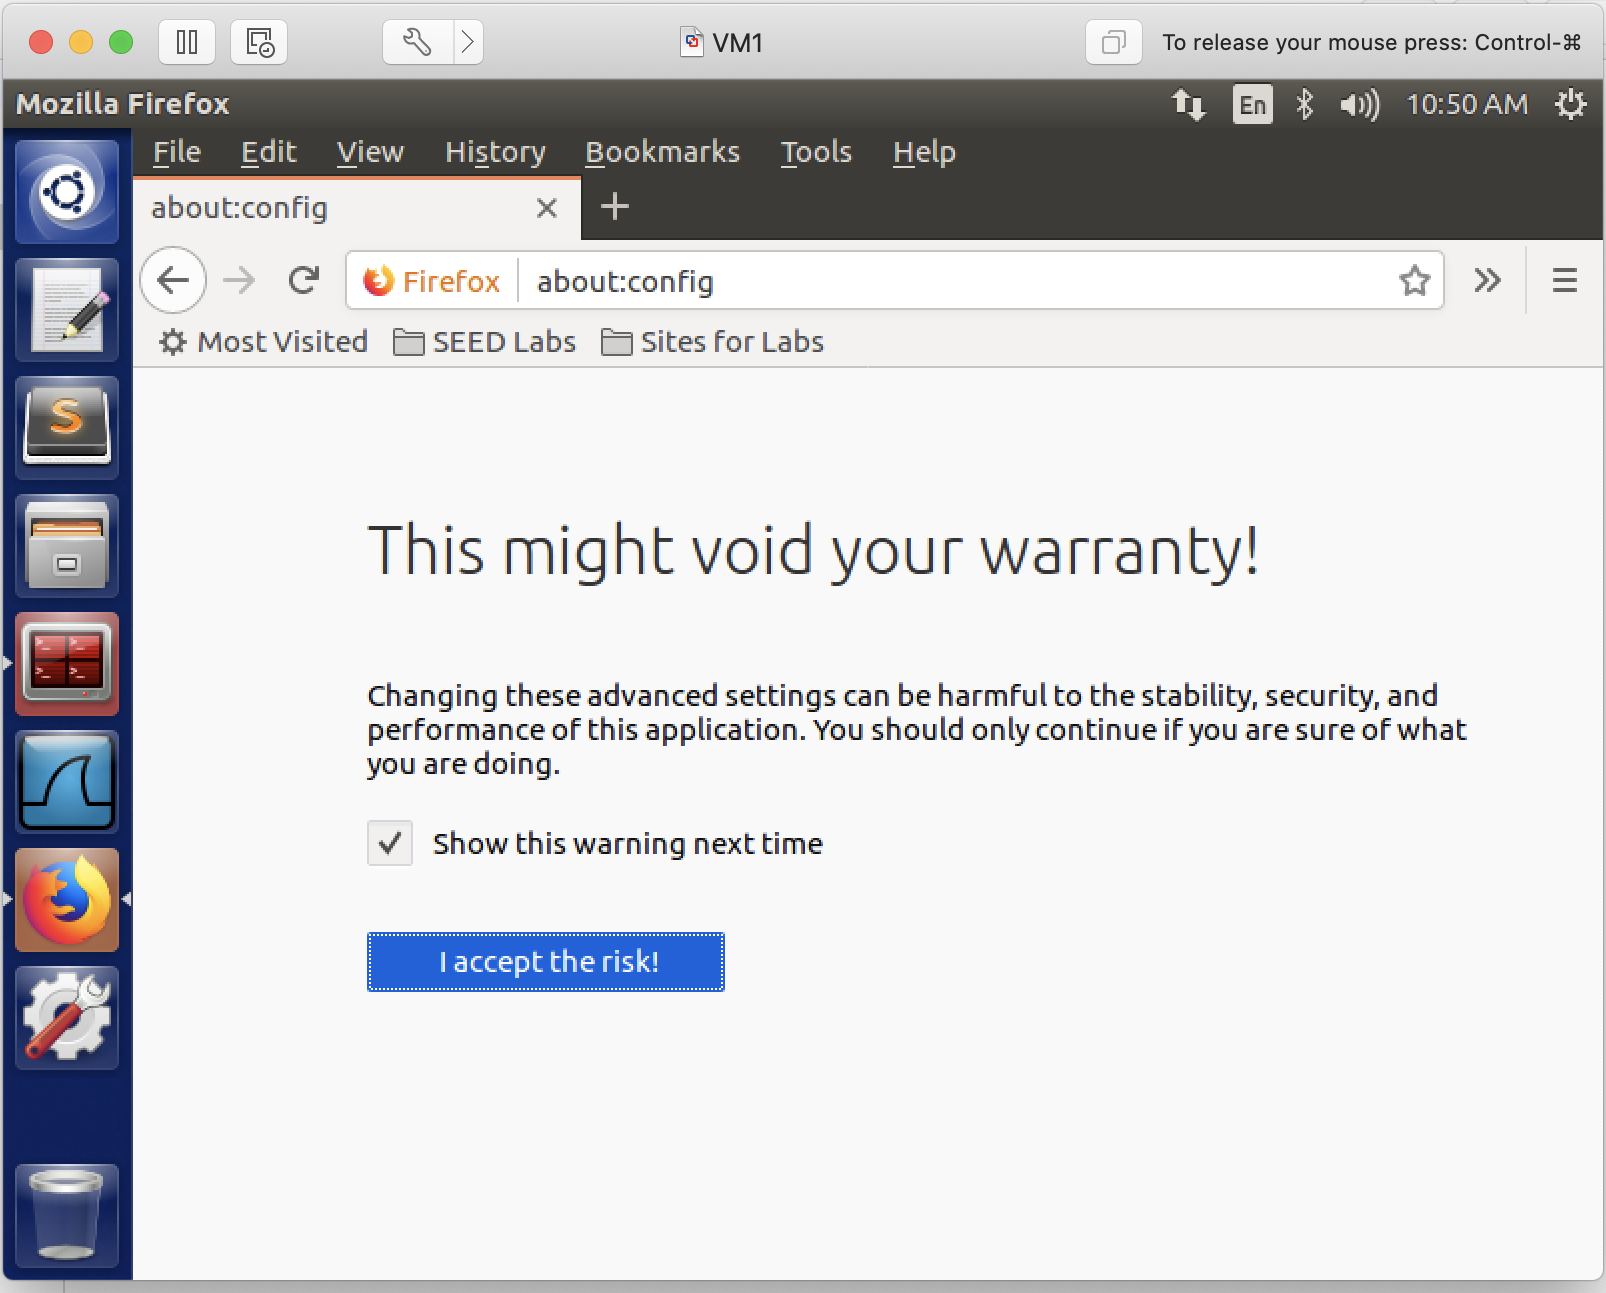 VM1
To release your mouse press: Control-⌘
Mozilla Firefox
En
10:50 AM
File Edit View History Bookmarks Tools Help
about:config
Firefox
about:config
Most Visited SEED Labs Sites for Labs
This might void your warranty!
Changing these advanced settings can be harmful to the stability, security, and
performance of this application. You should only continue if you are sure of what
you are doing.
Show this warning next time
I accept the risk!